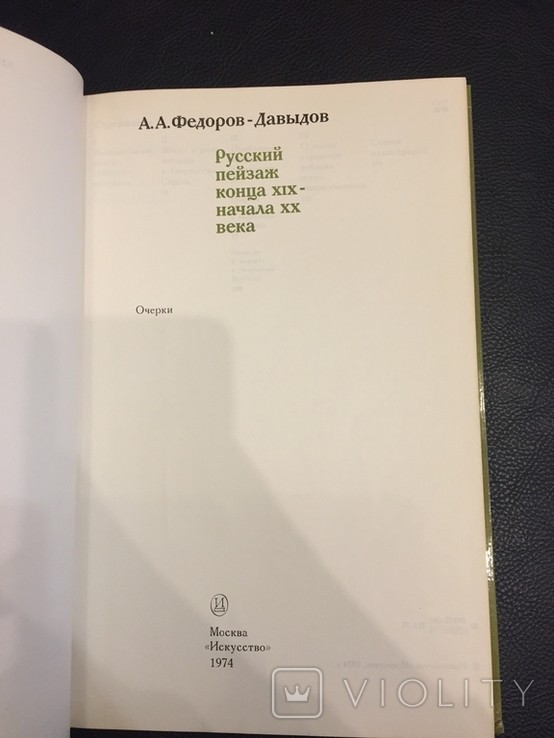 А.А.Федоров-Давыдов
Русский
пейзаж
конца XIX-
начала XX
века
Очерки
И
Москва
«Искусство»
1974
VIOLITY